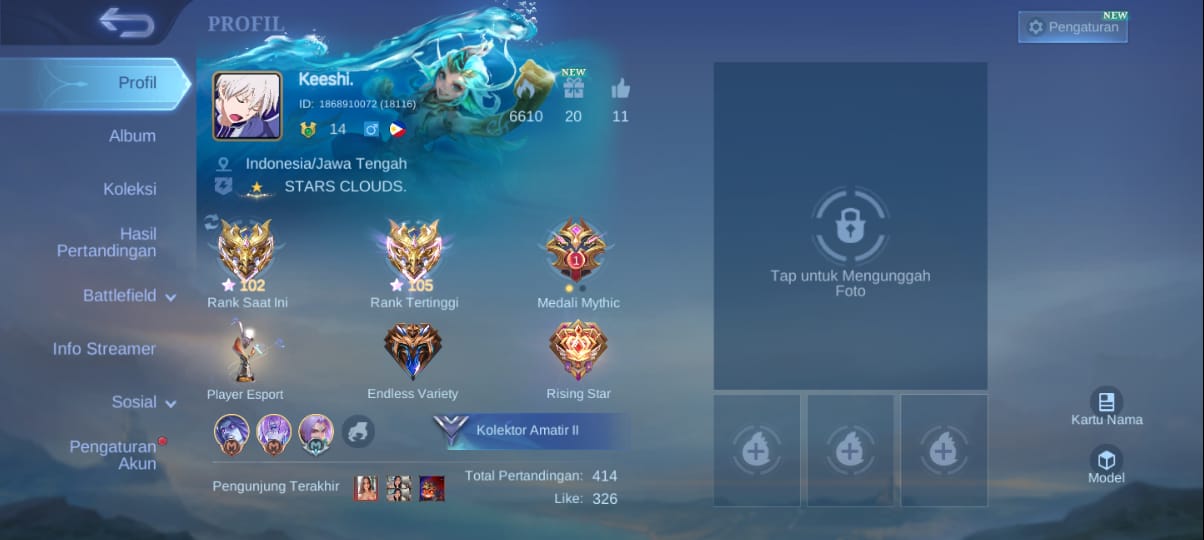 PROFIL
NEW
Pengaturan
Profil
Album
Koleksi
Hasil
Pertandingan
Battlefield
Info Streamer
Sosial
Pengaturan
Akun
Keeshi.
ID: 1868910072 (18116)
14
NEW
6610
20
11
Indonesia/Jawa Tengah
STARS CLOUDS.
102
Rank Saat Ini
105
Rank Tertinggi
1
Medali Mythic
Player Esport
Endless Variety
Rising Star
M
M
M
Kolektor Amatir II
Pengunjung Terakhir
Total Pertandingan: 414
Like: 326
Tap untuk Mengunggah
Foto
Kartu Nama
Model